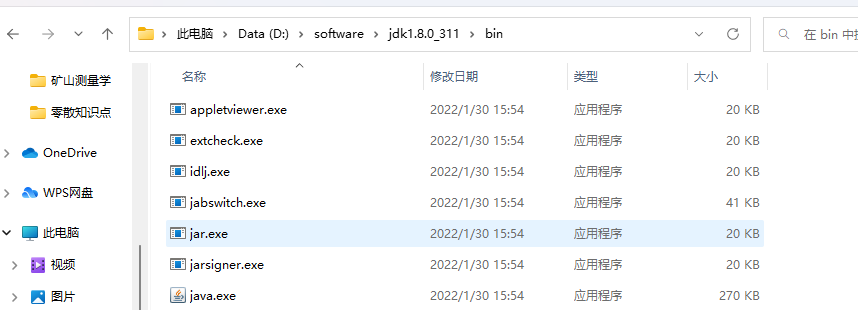 此电脑 Data (D:) software jdk1.8.0_311 bin 在 bin 中
名称 修改日期 类型 大小
矿山测量学
零散知识点
OneDrive
WPS网盘
此电脑
视频
图片
appletviewer.exe 2022/1/30 15:54 应用程序 20 KB
extcheck.exe 2022/1/30 15:54 应用程序 20 KB
idlj.exe 2022/1/30 15:54 应用程序 20 KB
jabswitch.exe 2022/1/30 15:54 应用程序 41 KB
jar.exe 2022/1/30 15:54 应用程序 20 KB
jarsigner.exe 2022/1/30 15:54 应用程序 20 KB
java.exe 2022/1/30 15:54 应用程序 270 KB